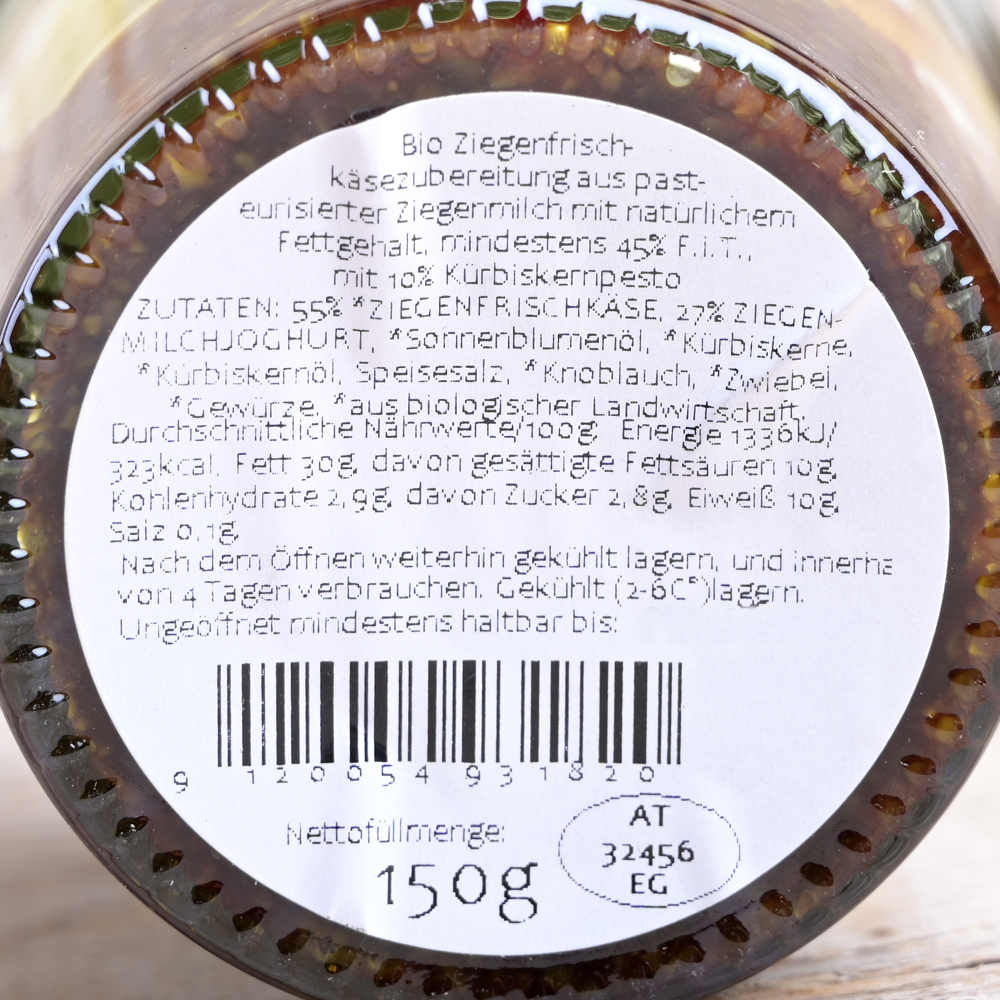 Bio Ziegenfrisch-
käsezubereitung aus past-
eurisierter Ziegenmilch mit natürlichem
Fettgehalt, mindestens 45% F.i.T.,
mit 10% Kürbiskernpesto
ZUTATEN: 55% *ZIEGENFRISCHKÄSE, 27% ZIEGEN-
MILCHJOGHURT, *Sonnenblumenöl, *Kürbiskerne,
*Kürbiskernöl, Speisesalz, *Knoblauch, *Zwiebel,
*Gewürze, *aus biologischer Landwirtschaft,
Durchschnittliche Nährwerte/100g: Energie 1336kJ/
323kcal, Fett 30g, davon gesättigte Fettsäuren 10g,
Kohlenhydrate 2,9g, davon Zucker 2,8g, Eiweiß 10g,
Salz 0,1g,
Nach dem Öffnen weiterhin gekühlt lagern, und innerha
von 4 Tagen verbrauchen. Gekühlt (2-6C°)lagern.
Ungeöffnet mindestens haltbar bis:
9 120054 931820
Nettofüllmenge:
150g
AT
32456
EG